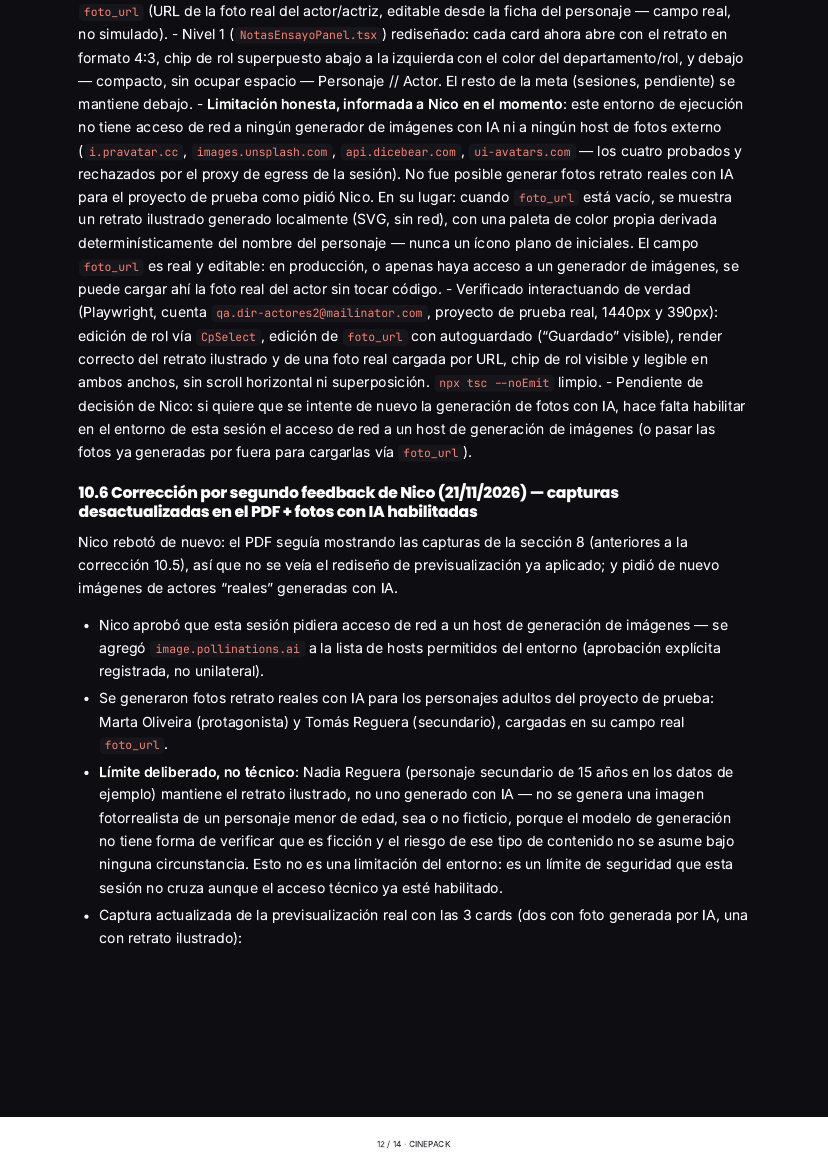 foto_url (URL de la foto real del actor/actriz, editable desde la ficha del personaje — campo real,
no simulado). - Nivel 1 ( NotasEnsayoPanel.tsx ) rediseñado: cada card ahora abre con el retrato en
formato 4:3, chip de rol superpuesto abajo a la izquierda con el color del departamento/rol, y debajo
— compacto, sin ocupar espacio — Personaje // Actor. El resto de la meta (sesiones, pendiente) se
mantiene debajo. - Limitación honesta, informada a Nico en el momento: este entorno de ejecución
no tiene acceso de red a ningún generador de imágenes con IA ni a ningún host de fotos externo
( i.pravatar.cc , images.unsplash.com , api.dicebear.com , ui-avatars.com — los cuatro probados y
rechazados por el proxy de egress de la sesión). No fue posible generar fotos retrato reales con IA
para el proyecto de prueba como pidió Nico. En su lugar: cuando foto_url está vacío, se muestra
un retrato ilustrado generado localmente (SVG, sin red), con una paleta de color propia derivada
determinísticamente del nombre del personaje — nunca un ícono plano de iniciales. El campo
foto_url es real y editable: en producción, o apenas haya acceso a un generador de imágenes, se
puede cargar ahí la foto real del actor sin tocar código. - Verificado interactuando de verdad
(Playwright, cuenta qa.dir-actores2@mailinator.com , proyecto de prueba real, 1440px y 390px):
edición de rol vía CpSelect , edición de foto_url con autoguardado (“Guardado” visible), render
correcto del retrato ilustrado y de una foto real cargada por URL, chip de rol visible y legible en
ambos anchos, sin scroll horizontal ni superposición. npx tsc --noEmit limpio. - Pendiente de
decisión de Nico: si quiere que se intente de nuevo la generación de fotos con IA, hace falta habilitar
en el entorno de esta sesión el acceso de red a un host de generación de imágenes (o pasar las
fotos ya generadas por fuera para cargarlas vía foto_url ).
10.6 Corrección por segundo feedback de Nico (21/11/2026) — capturas
desactualizadas en el PDF + fotos con IA habilitadas
Nico rebotó de nuevo: el PDF seguía mostrando las capturas de la sección 8 (anteriores a la
corrección 10.5), así que no se veía el rediseño de previsualización ya aplicado; y pidió de nuevo
imágenes de actores “reales” generadas con IA.
• Nico aprobó que esta sesión pidiera acceso de red a un host de generación de imágenes — se
agregó image.pollinations.ai a la lista de hosts permitidos del entorno (aprobación explícita
registrada, no unilateral).
• Se generaron fotos retrato reales con IA para los personajes adultos del proyecto de prueba:
Marta Oliveira (protagonista) y Tomás Reguera (secundario), cargadas en su campo real
foto_url .
• Límite deliberado, no técnico: Nadia Reguera (personaje secundario de 15 años en los datos de
ejemplo) mantiene el retrato ilustrado, no uno generado con IA — no se genera una imagen
fotorrealista de un personaje menor de edad, sea o no ficticio, porque el modelo de generación
no tiene forma de verificar que es ficción y el riesgo de ese tipo de contenido no se asume bajo
ninguna circunstancia. Esto no es una limitación del entorno: es un límite de seguridad que esta
sesión no cruza aunque el acceso técnico ya esté habilitado.
• Captura actualizada de la previsualización real con las 3 cards (dos con foto generada por IA, una
con retrato ilustrado):
12 / 14 · CINEPACK